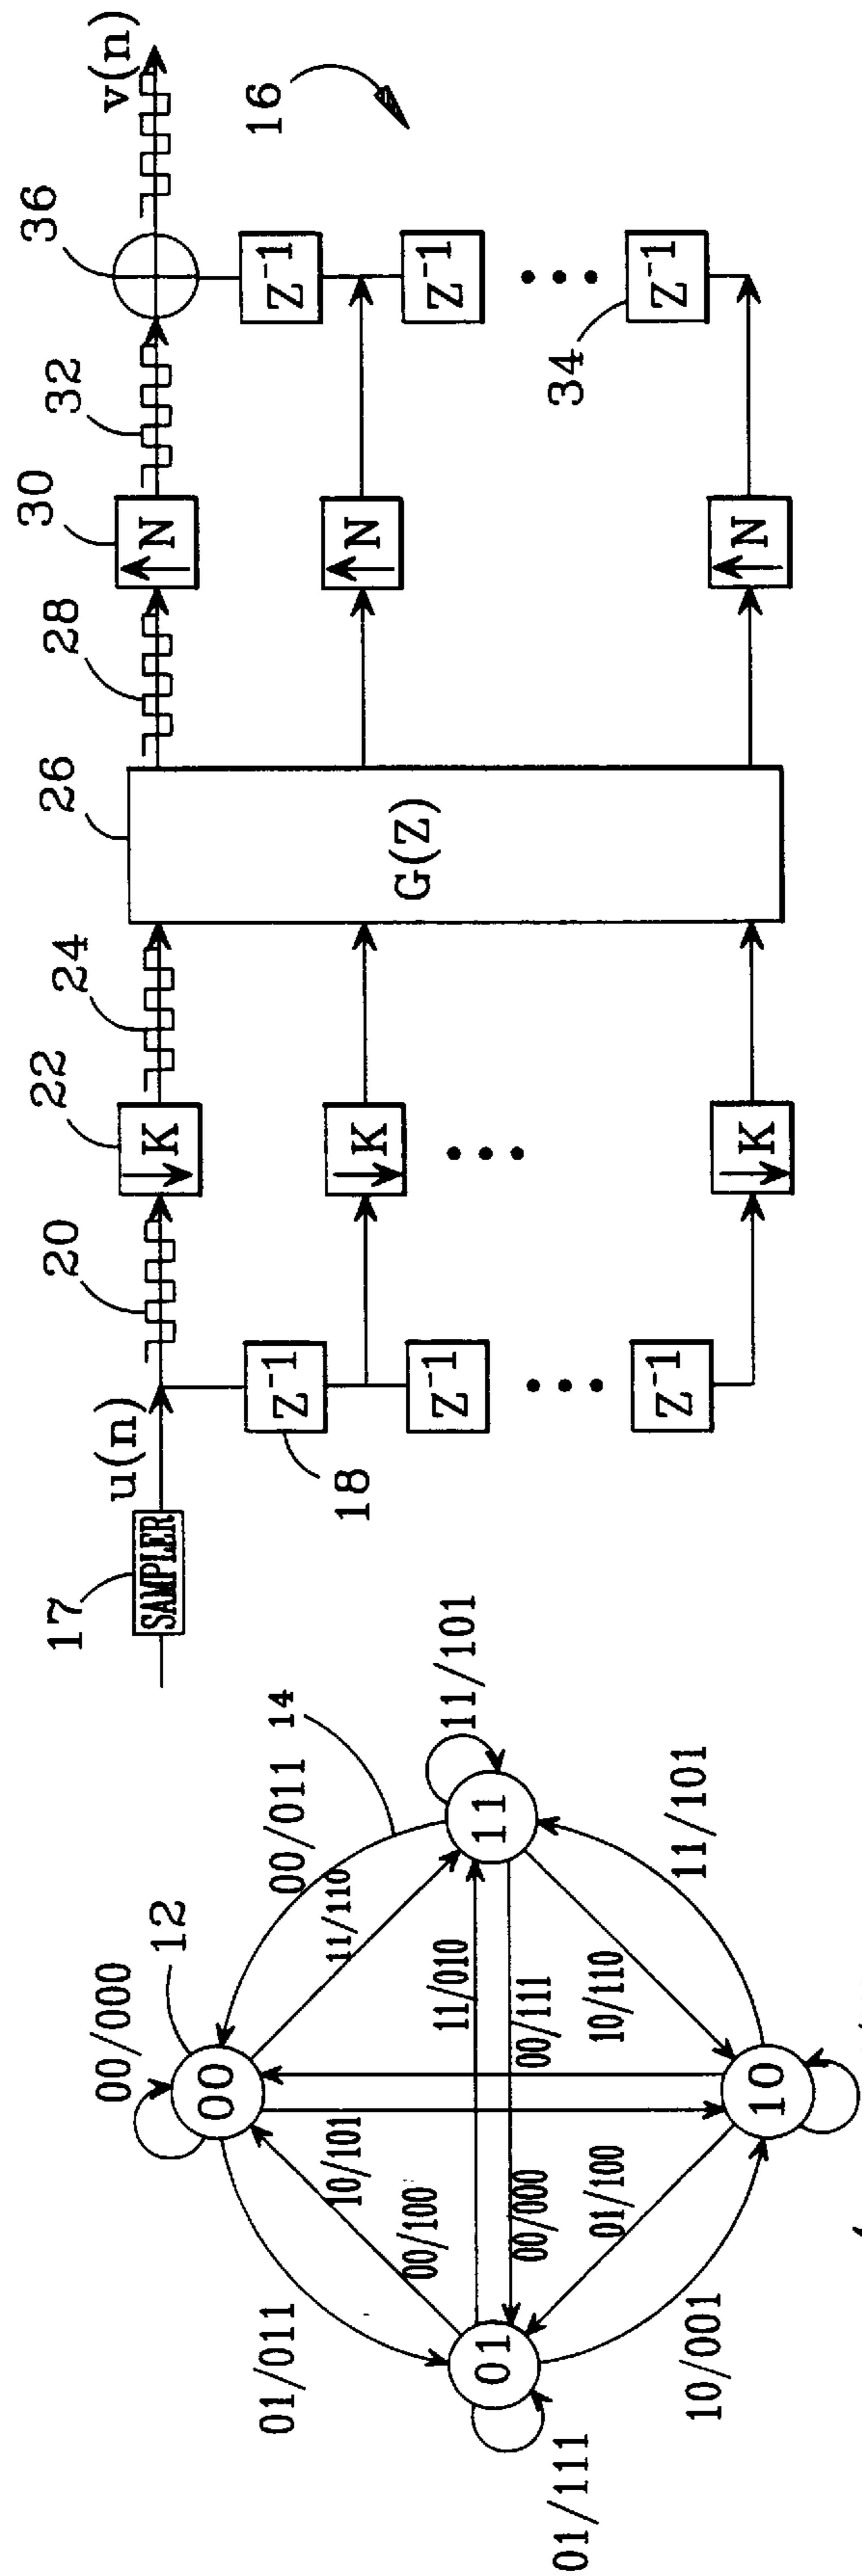 17
SAMPLER
u(n)
20
22
24
26
28
30
32
36
v(n)
↓K
G(Z)
↑N
Z⁻¹
Z⁻¹
18
↓K
↑N
Z⁻¹
Z⁻¹
16
Z⁻¹
↓K
↑N
Z⁻¹
34
00/000
12
00/011
14
01/011
00
11/110
10/101
00/100
11/010
11
11/101
01
01/111
00/000
00/111
01/100
10/110
10/001
10
11/101